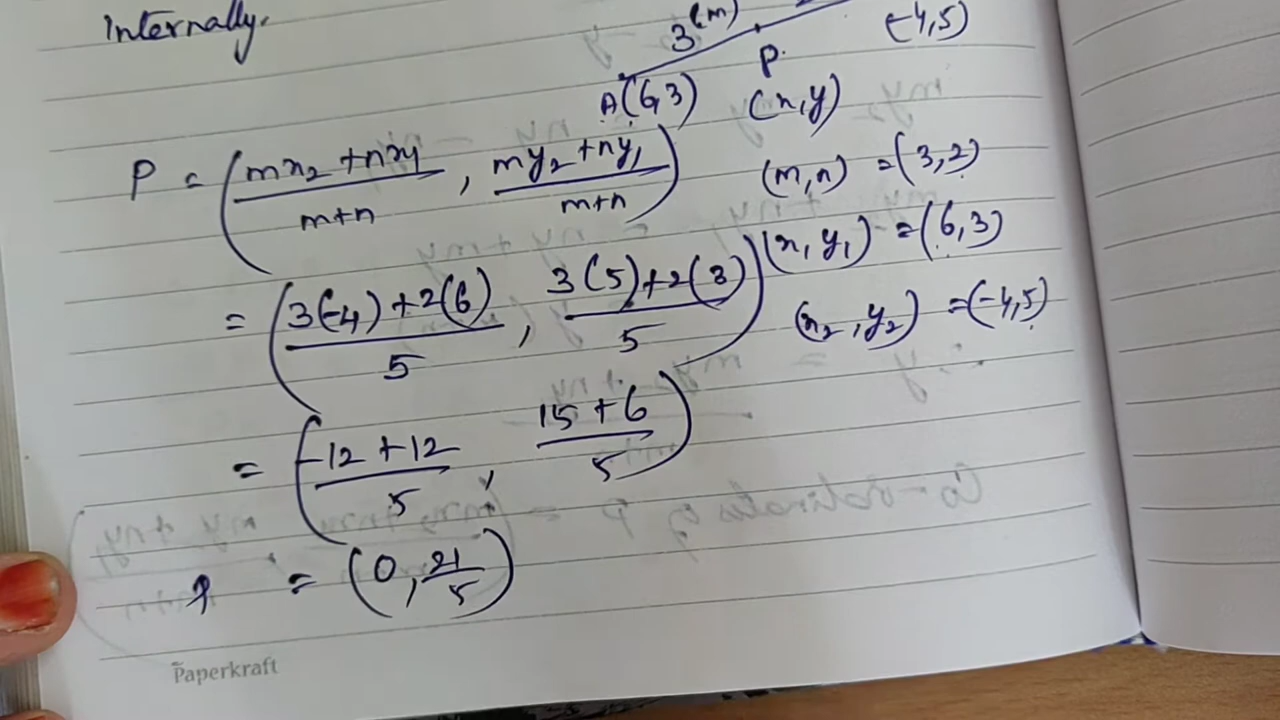 Internally.
3(m)
(-4,5)
P.
A(6,3) (x,y)
P = (mx₂+nx₁/m+n, my₂+ny₁/m+n) (m,n) = (3,2)
= (3(-4)+2(6)/5, 3(5)+2(3)/5) (x₁y₁) = (6,3)
(x₂,y₂) = (-4,5)
= (-12+12/5, 15+6/5)
P = (0, 21/5)
Paperkraft